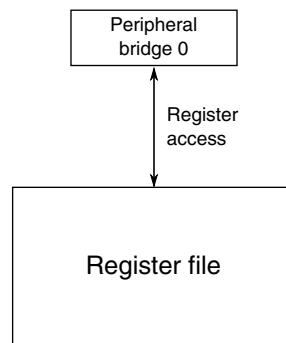 Peripheral
bridge 0
Register
access
Register file